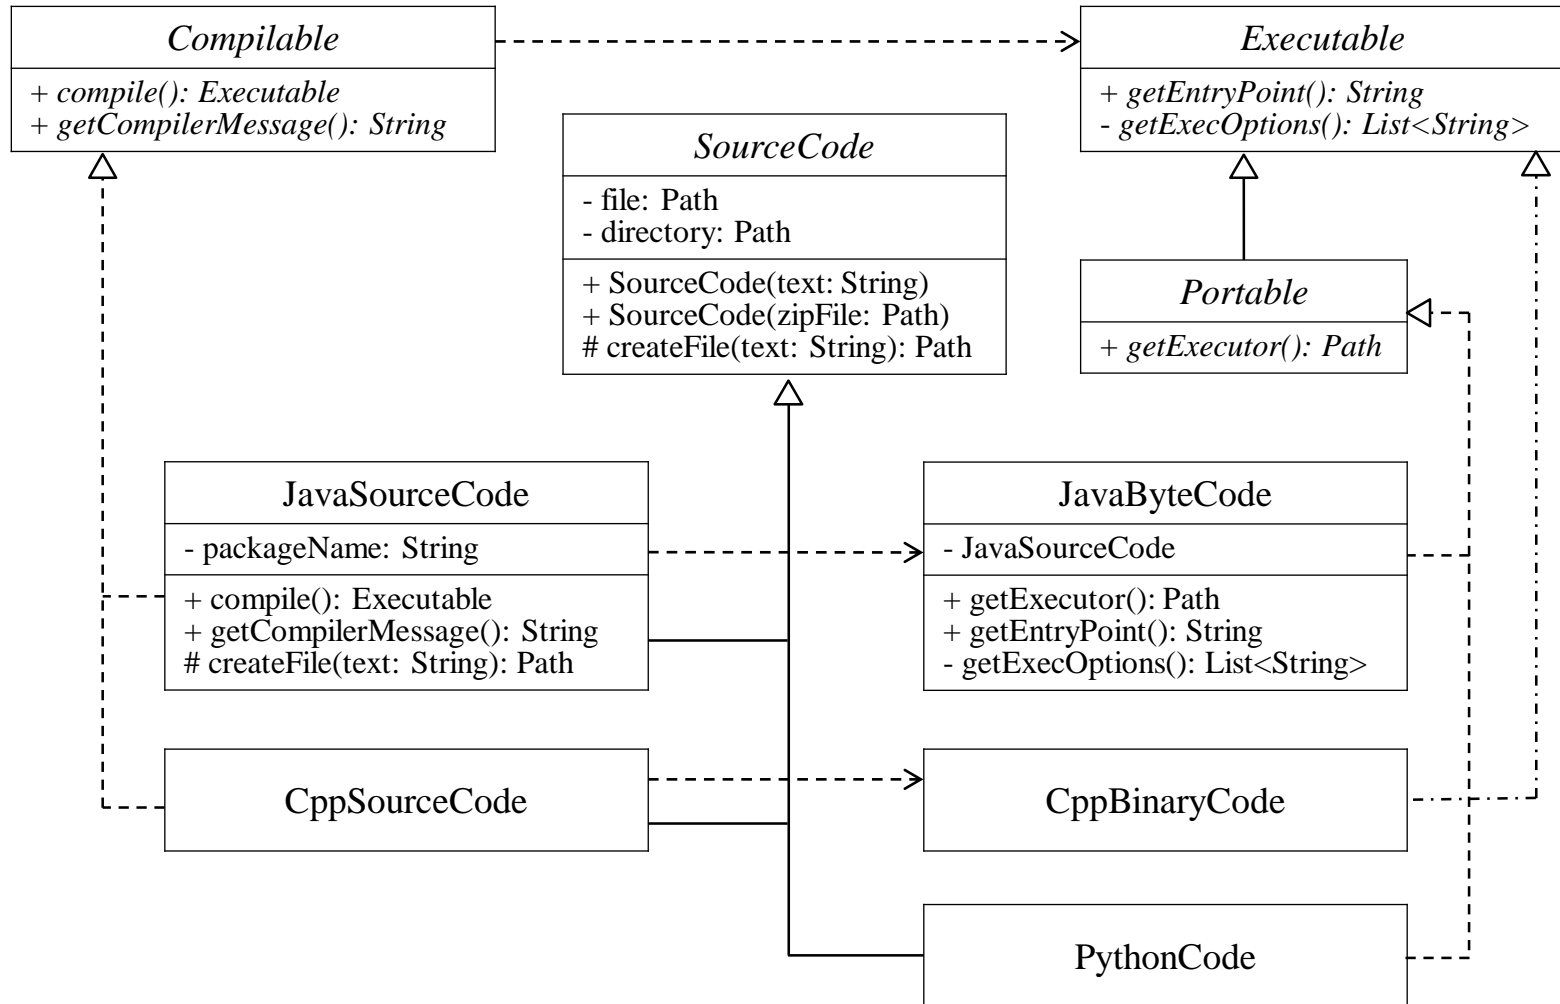 Compilable
+ compile(): Executable
+ getCompilerMessage(): String
Executable
+ getEntryPoint(): String
- getExecOptions(): List<String>
SourceCode
- file: Path
- directory: Path
+ SourceCode(text: String)
+ SourceCode(zipFile: Path)
# createFile(text: String): Path
Portable
+ getExecutor(): Path
JavaSourceCode
- packageName: String
+ compile(): Executable
+ getCompilerMessage(): String
# createFile(text: String): Path
JavaByteCode
- JavaSourceCode
+ getExecutor(): Path
+ getEntryPoint(): String
- getExecOptions(): List<String>
CppSourceCode
CppBinaryCode
PythonCode